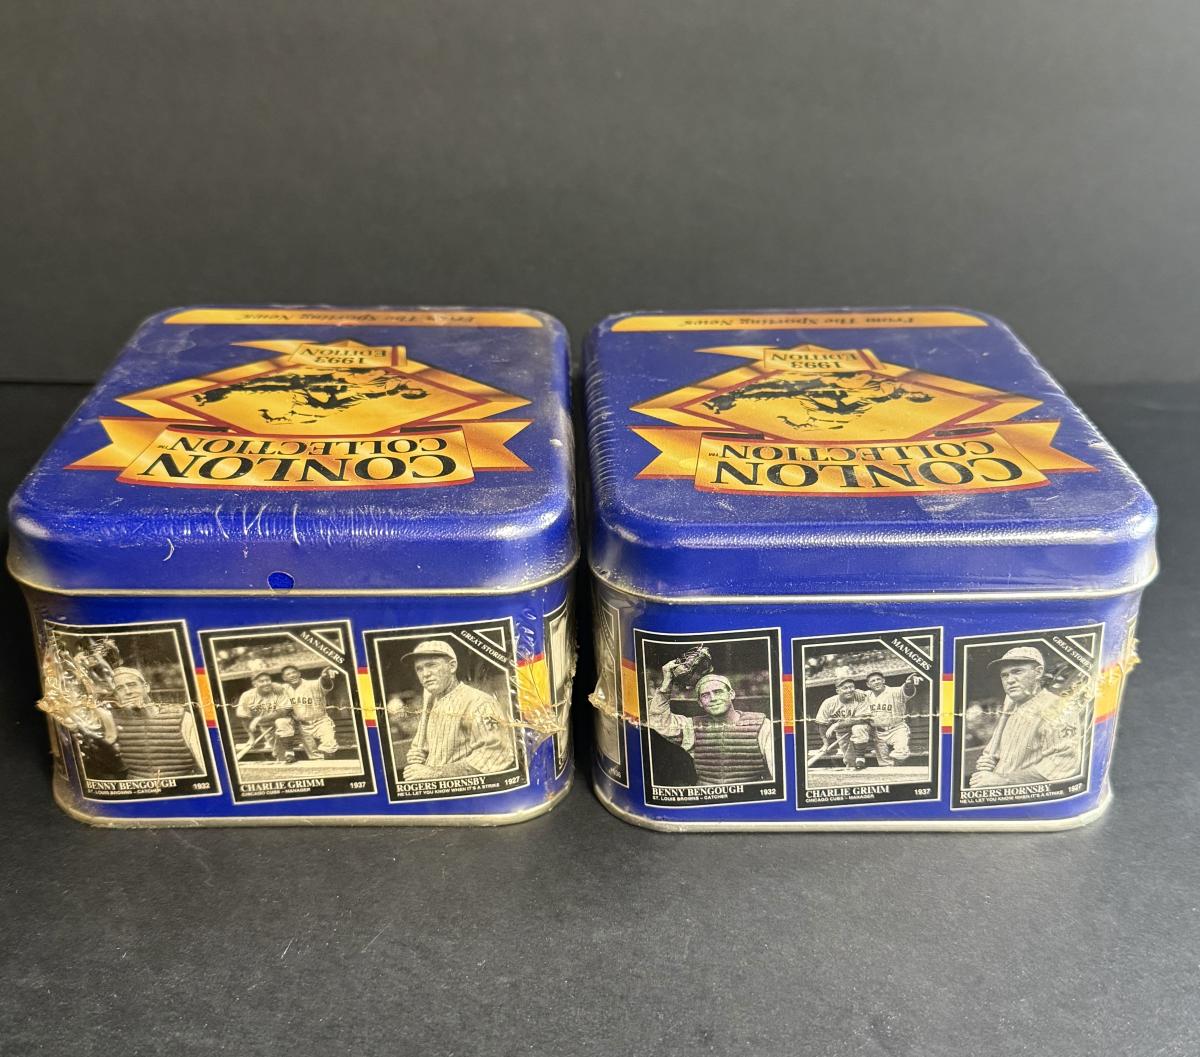 From The Sporting News®
1993
EDITION
CONLON
COLLECTION™
BENNY BENGOUGH
ST. LOUIS BROWNS – CATCHER
1932
MANAGERS
CHARLIE GRIMM
CHICAGO CUBS – MANAGER
1937
GREAT STORIES
ROGERS HORNSBY
HE'LL LET YOU KNOW WHEN IT'S A STRIKE
1927
From The Sporting News®
1993
EDITION
CONLON
COLLECTION™
BENNY BENGOUGH
ST. LOUIS BROWNS – CATCHER
1932
MANAGERS
CHICAGO
CHARLIE GRIMM
CHICAGO CUBS – MANAGER
1937
GREAT STORIES
ROGERS HORNSBY
HE'LL LET YOU KNOW WHEN IT'S A STRIKE
1927